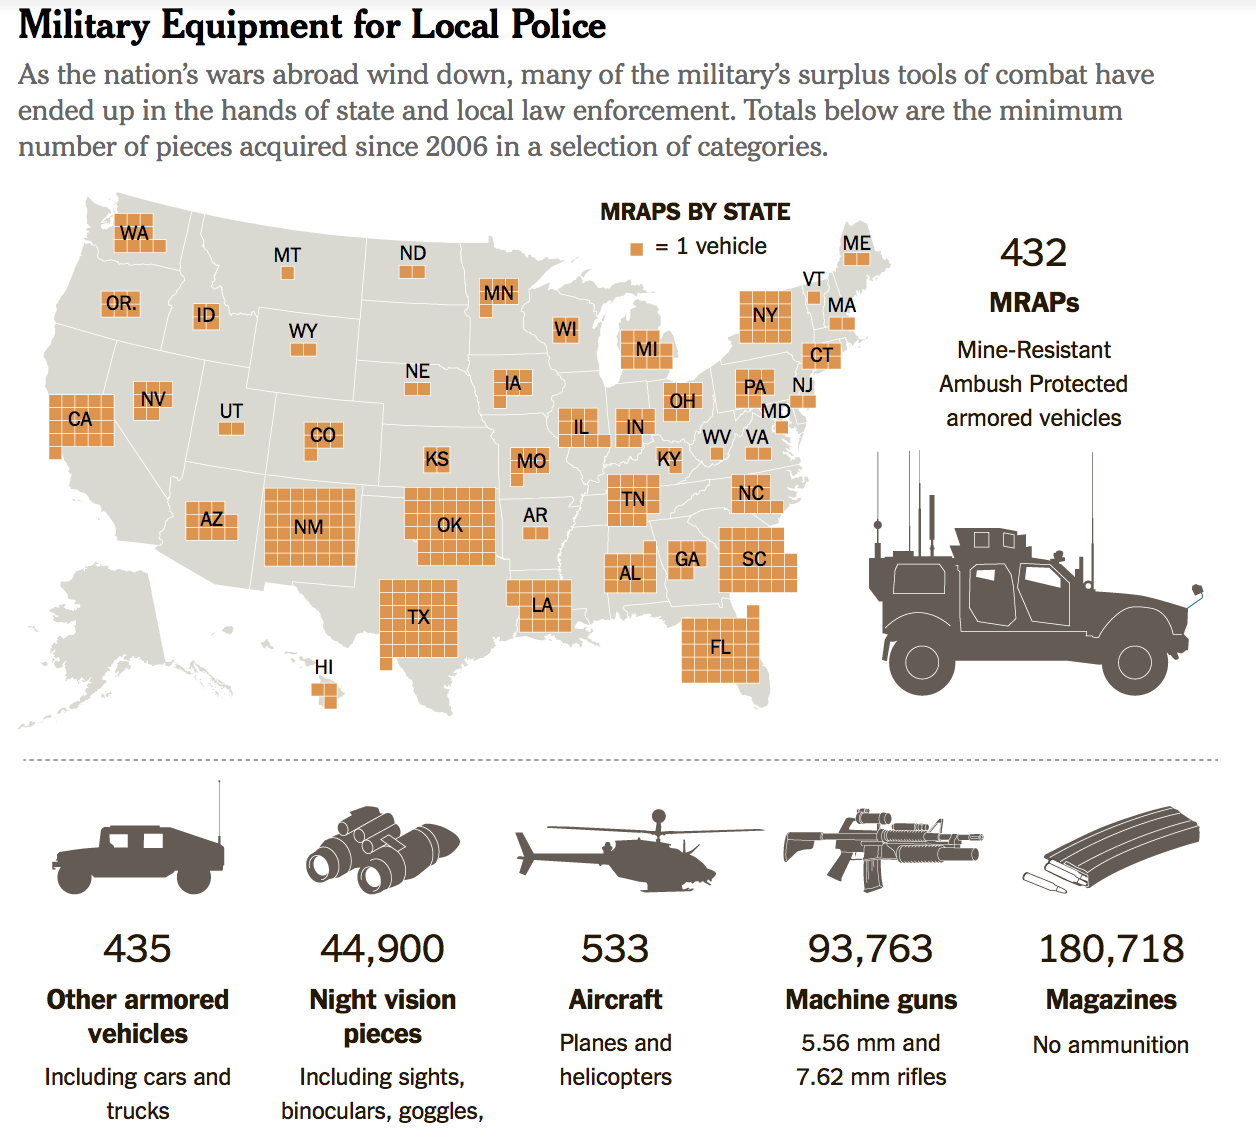 Military Equipment for Local Police
As the nation’s wars abroad wind down, many of the military’s surplus tools of combat have
ended up in the hands of state and local law enforcement. Totals below are the minimum
number of pieces acquired since 2006 in a selection of categories.
MRAPS BY STATE
= 1 vehicle
WA
MT
ND
MN
OR.
ID
WY
WI
MI
NY
VT
ME
MA
CT
NV
CA
UT
CO
NE
IA
IL
IN
OH
PA
NJ
MD
WV
VA
KS
MO
KY
AZ
NM
OK
AR
TN
NC
AL
GA
SC
TX
LA
FL
HI
432
MRAPs
Mine-Resistant
Ambush Protected
armored vehicles
435
Other armored
vehicles
Including cars and
trucks
44,900
Night vision
pieces
Including sights,
binoculars, goggles,
533
Aircraft
Planes and
helicopters
93,763
Machine guns
5.56 mm and
7.62 mm rifles
180,718
Magazines
No ammunition